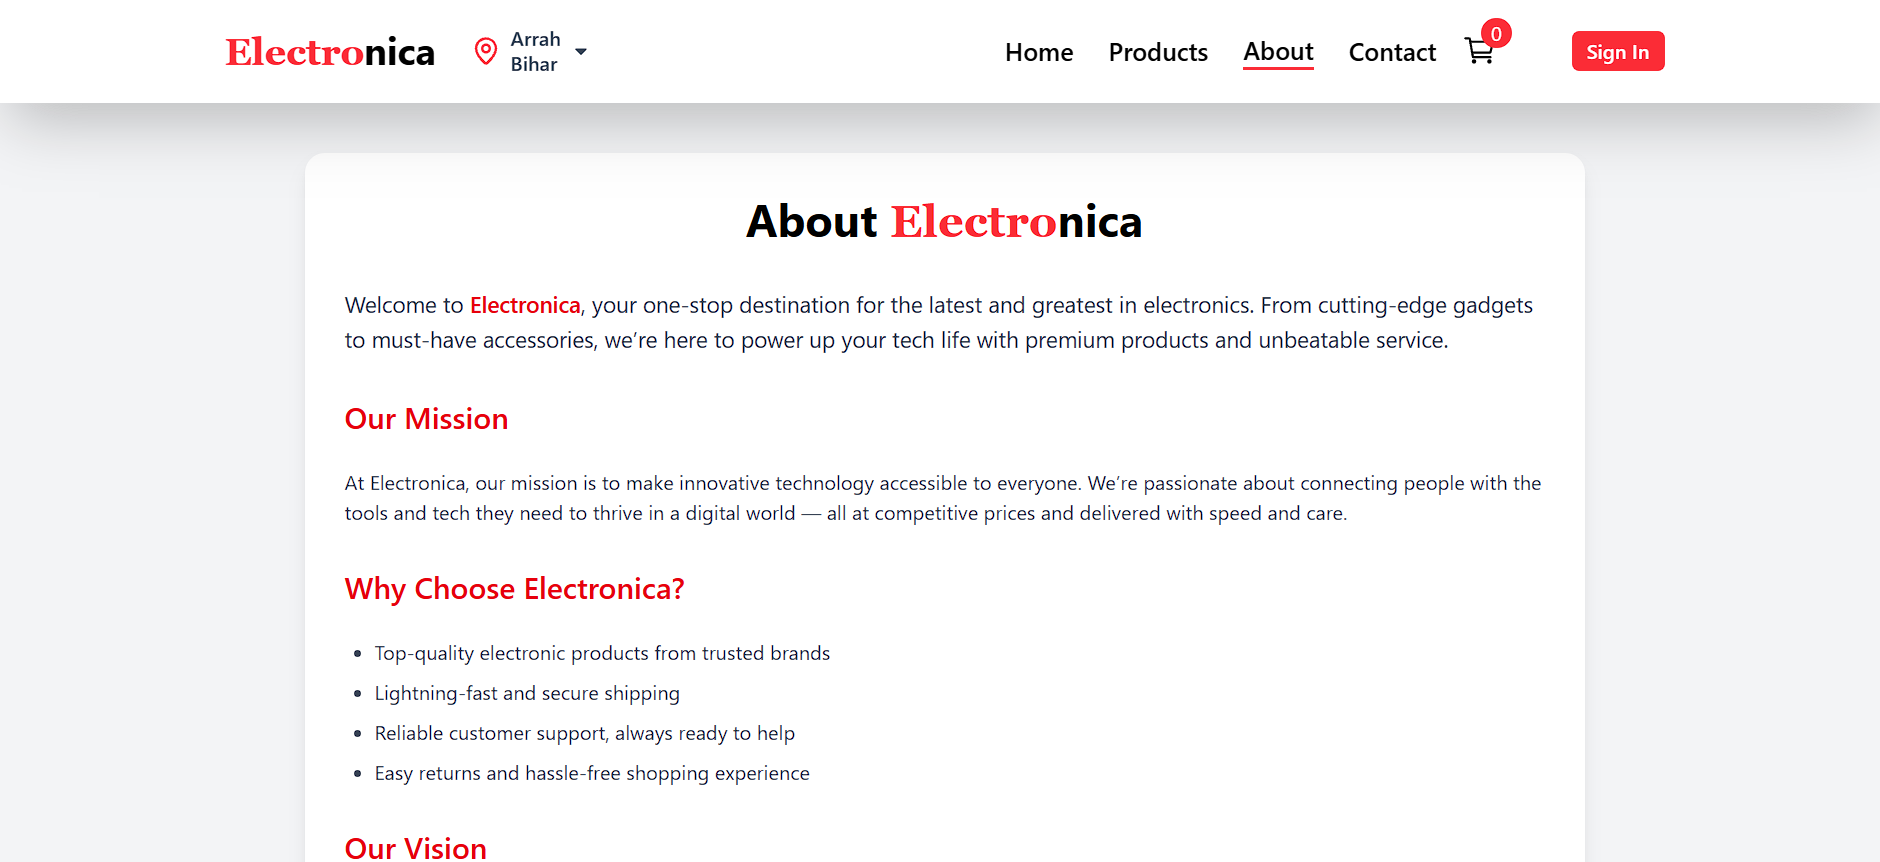 Electronica
Arrah
Bihar
Home
Products
About
Contact
0
Sign In
About Electronica
Welcome to Electronica, your one-stop destination for the latest and greatest in electronics. From cutting-edge gadgets
to must-have accessories, we’re here to power up your tech life with premium products and unbeatable service.
Our Mission
At Electronica, our mission is to make innovative technology accessible to everyone. We’re passionate about connecting people with the
tools and tech they need to thrive in a digital world — all at competitive prices and delivered with speed and care.
Why Choose Electronica?
• Top-quality electronic products from trusted brands
• Lightning-fast and secure shipping
• Reliable customer support, always ready to help
• Easy returns and hassle-free shopping experience
Our Vision